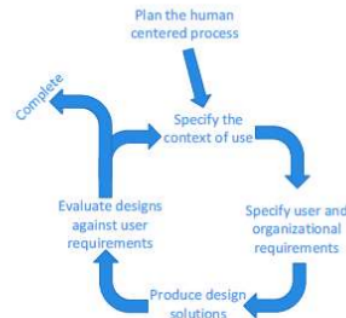 Plan the human
centered process
Complete
Specify the
context of use
Evaluate designs
against user
requirements
Specify user and
organizational
requirements
Produce design
solutions